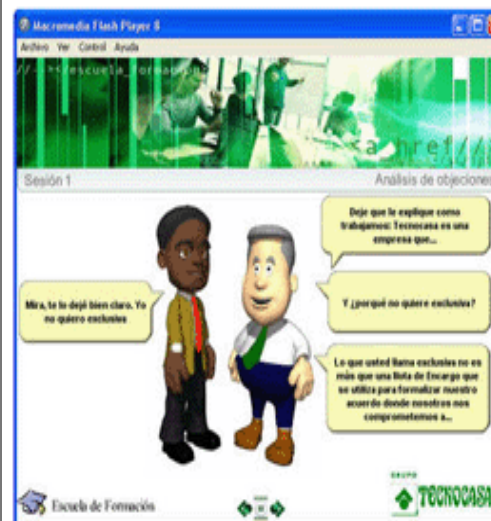 Macromedia Flash Player 8
Archivo Ver Control Ayuda
//--></escuela_formacion>
<a href//
Sesión 1
Análisis de objeciones
Deje que le explique como
trabajamos: Tecnocasa es una
empresa que...
Mira, te lo dejé bien claro. Yo
no quiero exclusiva
Y ¿porqué no quiere exclusiva?
Lo que usted llama exclusiva no es
más que una Nota de Encargo que
se utiliza para formalizar nuestro
acuerdo donde nosotros nos
comprometemos a...
Escuela de Formación
GRUPO
TECNOCASA